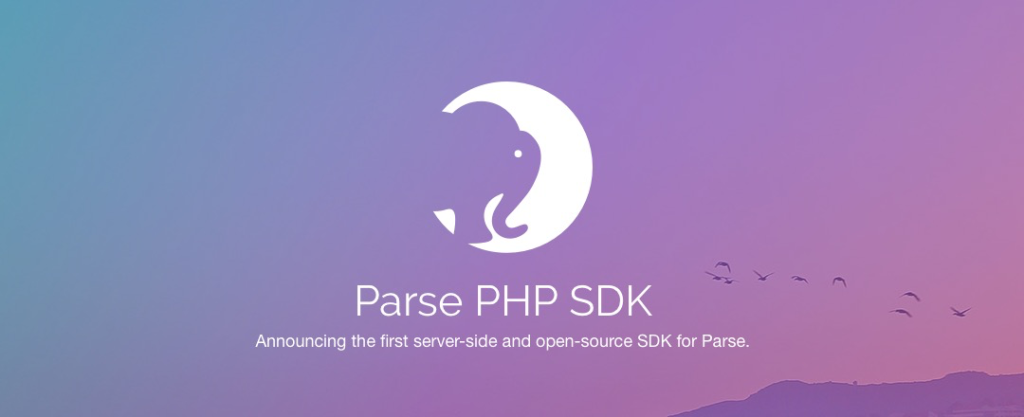 Parse PHP SDK
Announcing the first server-side and open-source SDK for Parse.